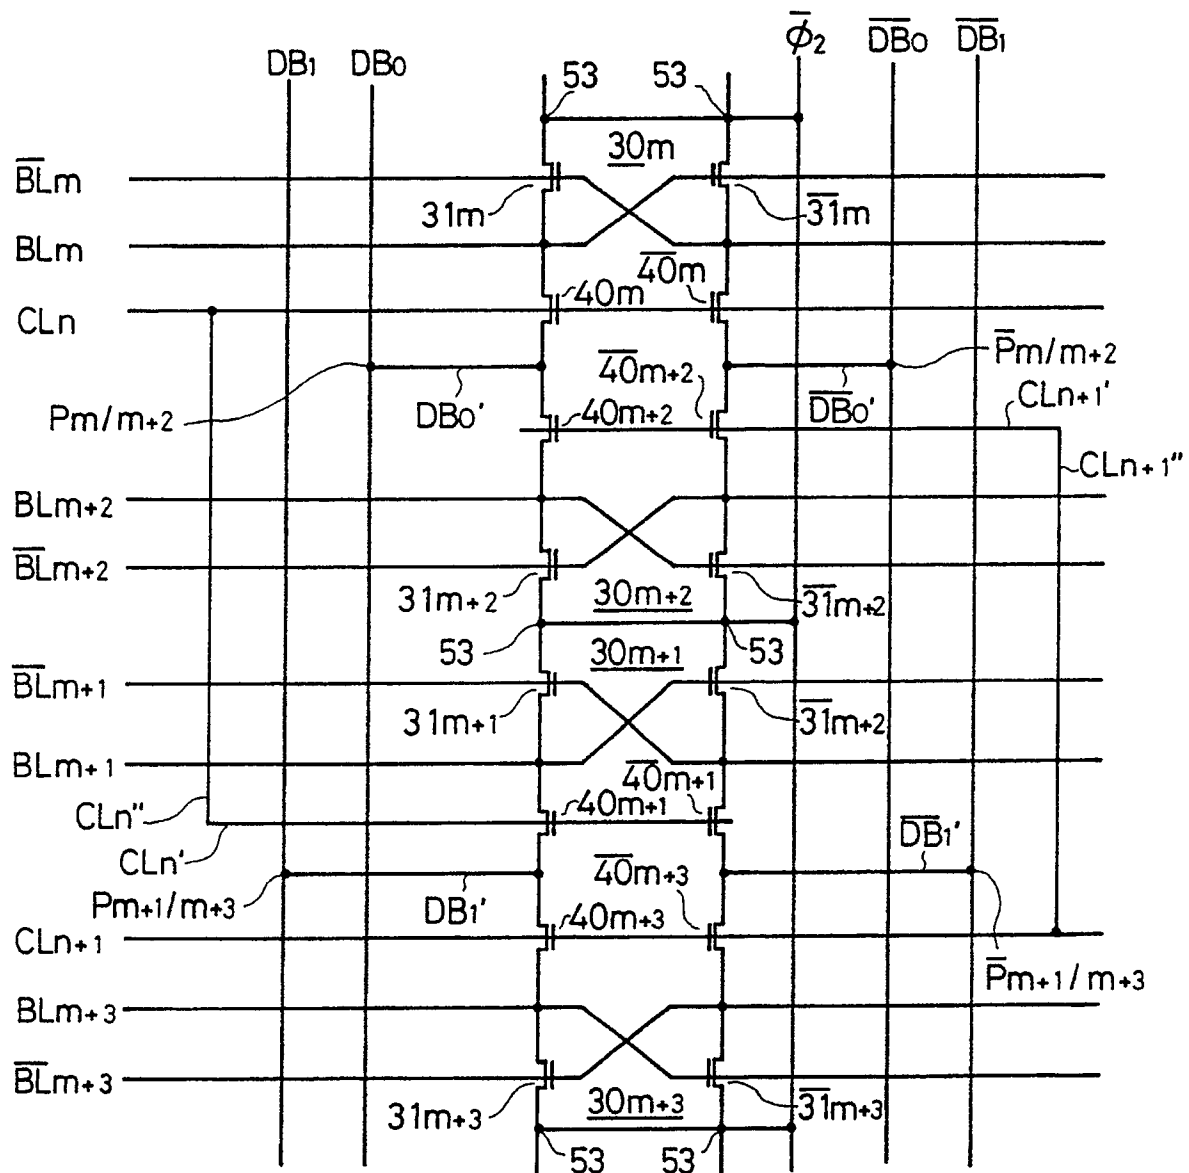 DB₁ DB₀ φ̅₂ D̅B̅₀ D̅B̅₁
53 53
B̅L̅m
30m
31m 3̅1̅m
BLm
40m 4̅0̅m
CLn
P̅m/m+2
Pm/m+2 DB₀' 4̅0̅m+2 D̅B̅₀' CLn+1'
40m+2
CLn+1''
BLm+2
B̅L̅m+2
31m+2 30m+2 3̅1̅m+2
53 53
30m+1
B̅L̅m+1
31m+1 3̅1̅m+2
BLm+1
40m+1 4̅0̅m+1
CLn''
CLn'
D̅B̅₁'
4̅0̅m+3
Pm+1/m+3 DB₁'
40m+3
CLn+1
P̅m+1/m+3
BLm+3
B̅L̅m+3
31m+3 30m+3 3̅1̅m+3
53 53